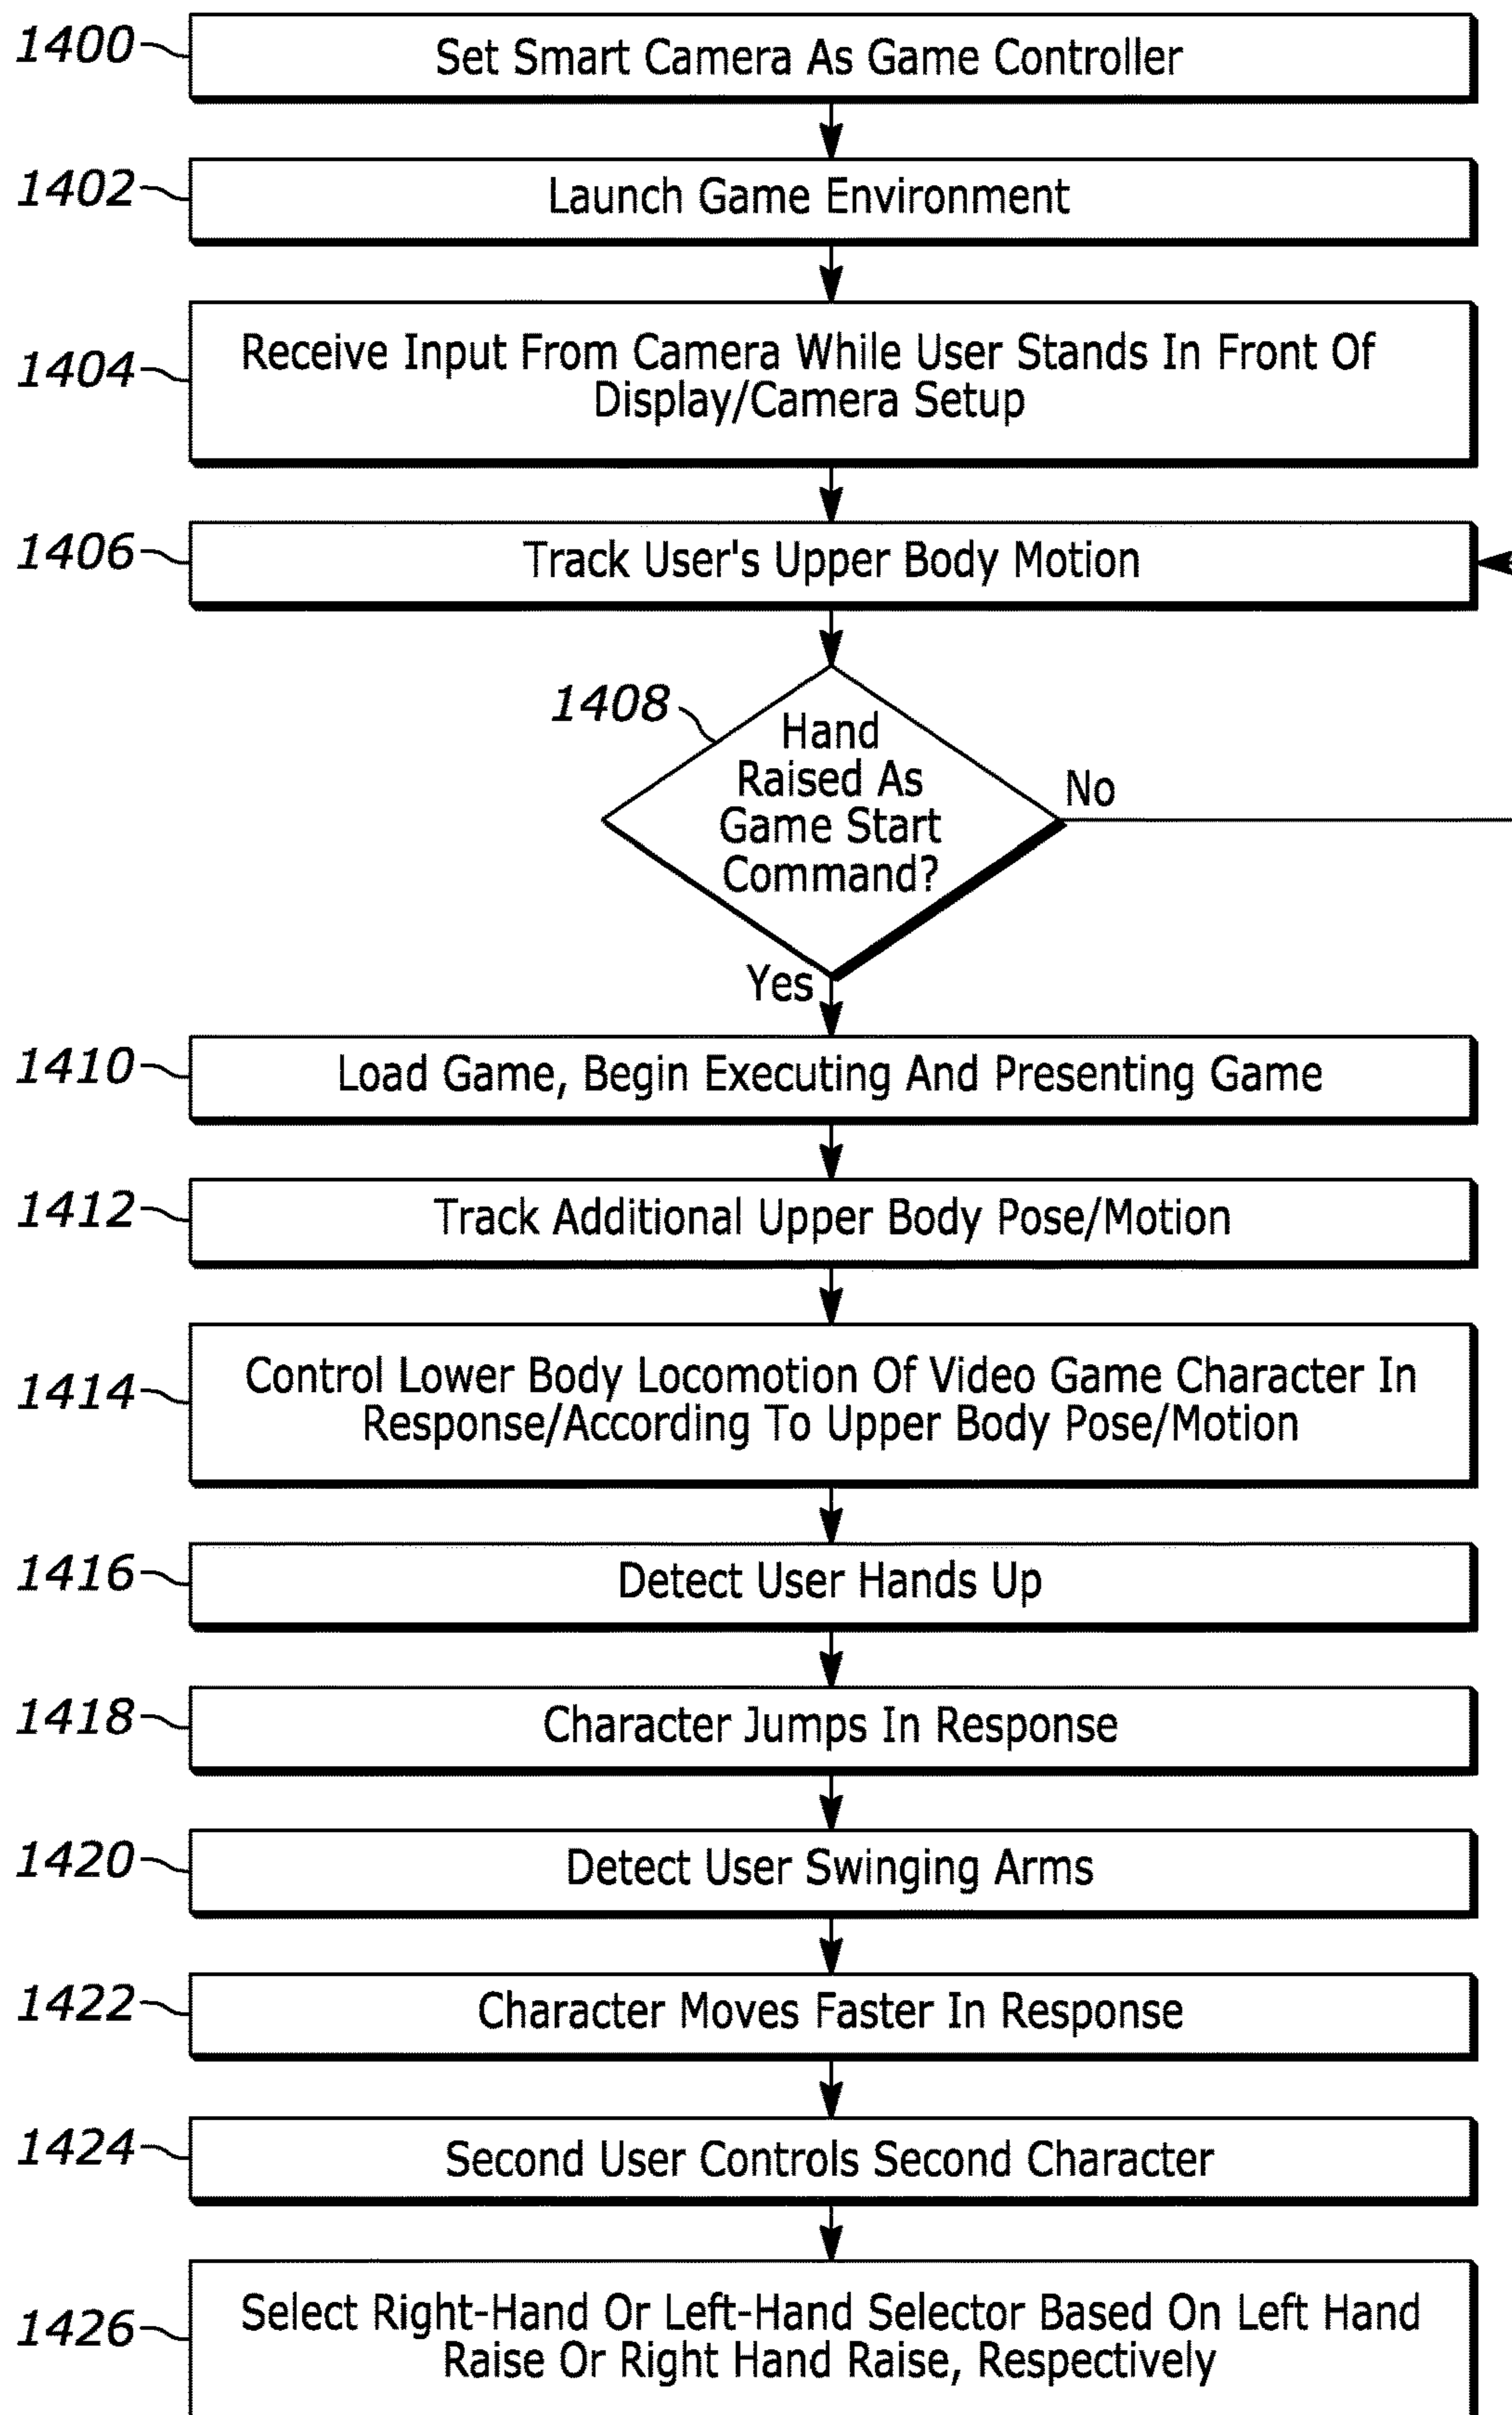 1400
Set Smart Camera As Game Controller
1402
Launch Game Environment
1404
Receive Input From Camera While User Stands In Front Of
Display/Camera Setup
1406
Track User's Upper Body Motion
1408
Hand
Raised As
Game Start
Command?
No
Yes
1410
Load Game, Begin Executing And Presenting Game
1412
Track Additional Upper Body Pose/Motion
1414
Control Lower Body Locomotion Of Video Game Character In
Response/According To Upper Body Pose/Motion
1416
Detect User Hands Up
1418
Character Jumps In Response
1420
Detect User Swinging Arms
1422
Character Moves Faster In Response
1424
Second User Controls Second Character
1426
Select Right-Hand Or Left-Hand Selector Based On Left Hand
Raise Or Right Hand Raise, Respectively